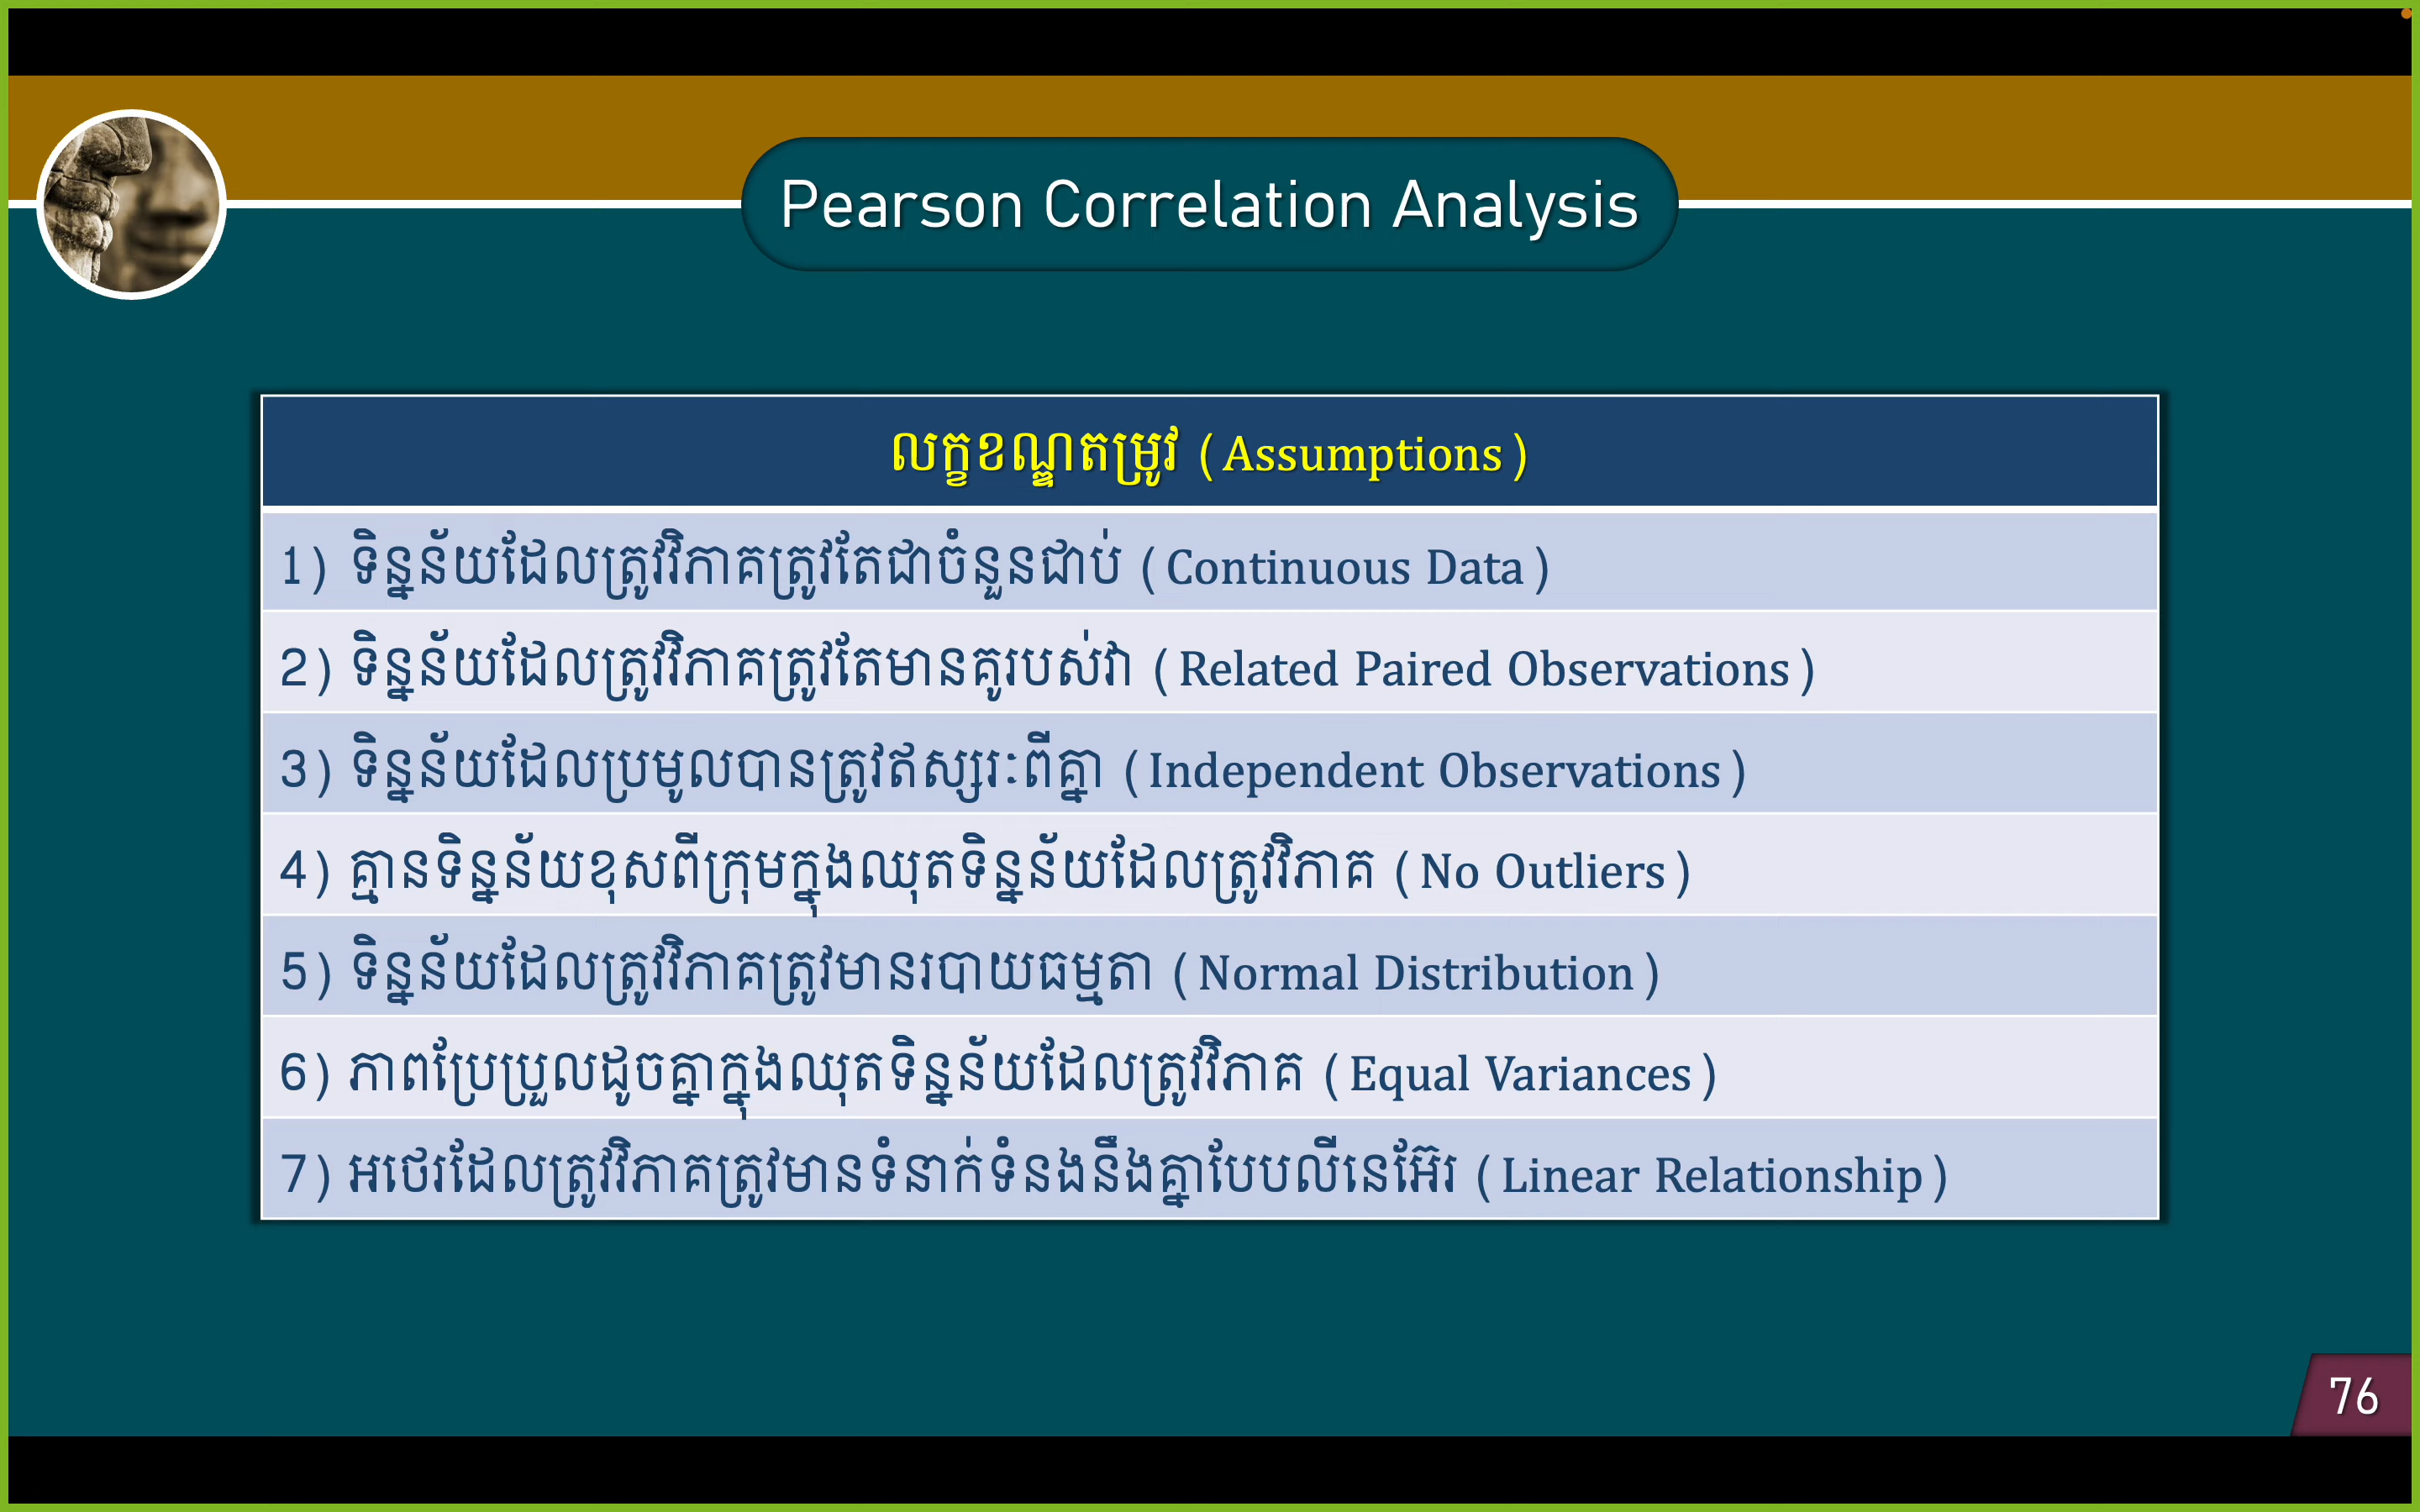 Pearson Correlation Analysis
លក្ខខណ្ឌតម្រូវ (Assumptions)
1) ទិន្នន័យដែលត្រូវវិភាគត្រូវតែជាចំនួនជាប់ (Continuous Data)
2) ទិន្នន័យដែលត្រូវវិភាគត្រូវតែមានគូរបស់វា (Related Paired Observations)
3) ទិន្នន័យដែលប្រមូលបានត្រូវឥស្សរៈពីគ្នា (Independent Observations)
4) គ្មានទិន្នន័យខុសពីក្រុមក្នុងឈុតទិន្នន័យដែលត្រូវវិភាគ (No Outliers)
5) ទិន្នន័យដែលត្រូវវិភាគត្រូវមានរបាយធម្មតា (Normal Distribution)
6) ភាពប្រែប្រួលដូចគ្នាក្នុងឈុតទិន្នន័យដែលត្រូវវិភាគ (Equal Variances)
7) អថេរដែលត្រូវវិភាគត្រូវមានទំនាក់ទំនងនឹងគ្នាបែបលីនេអ៊ែរ (Linear Relationship)
76